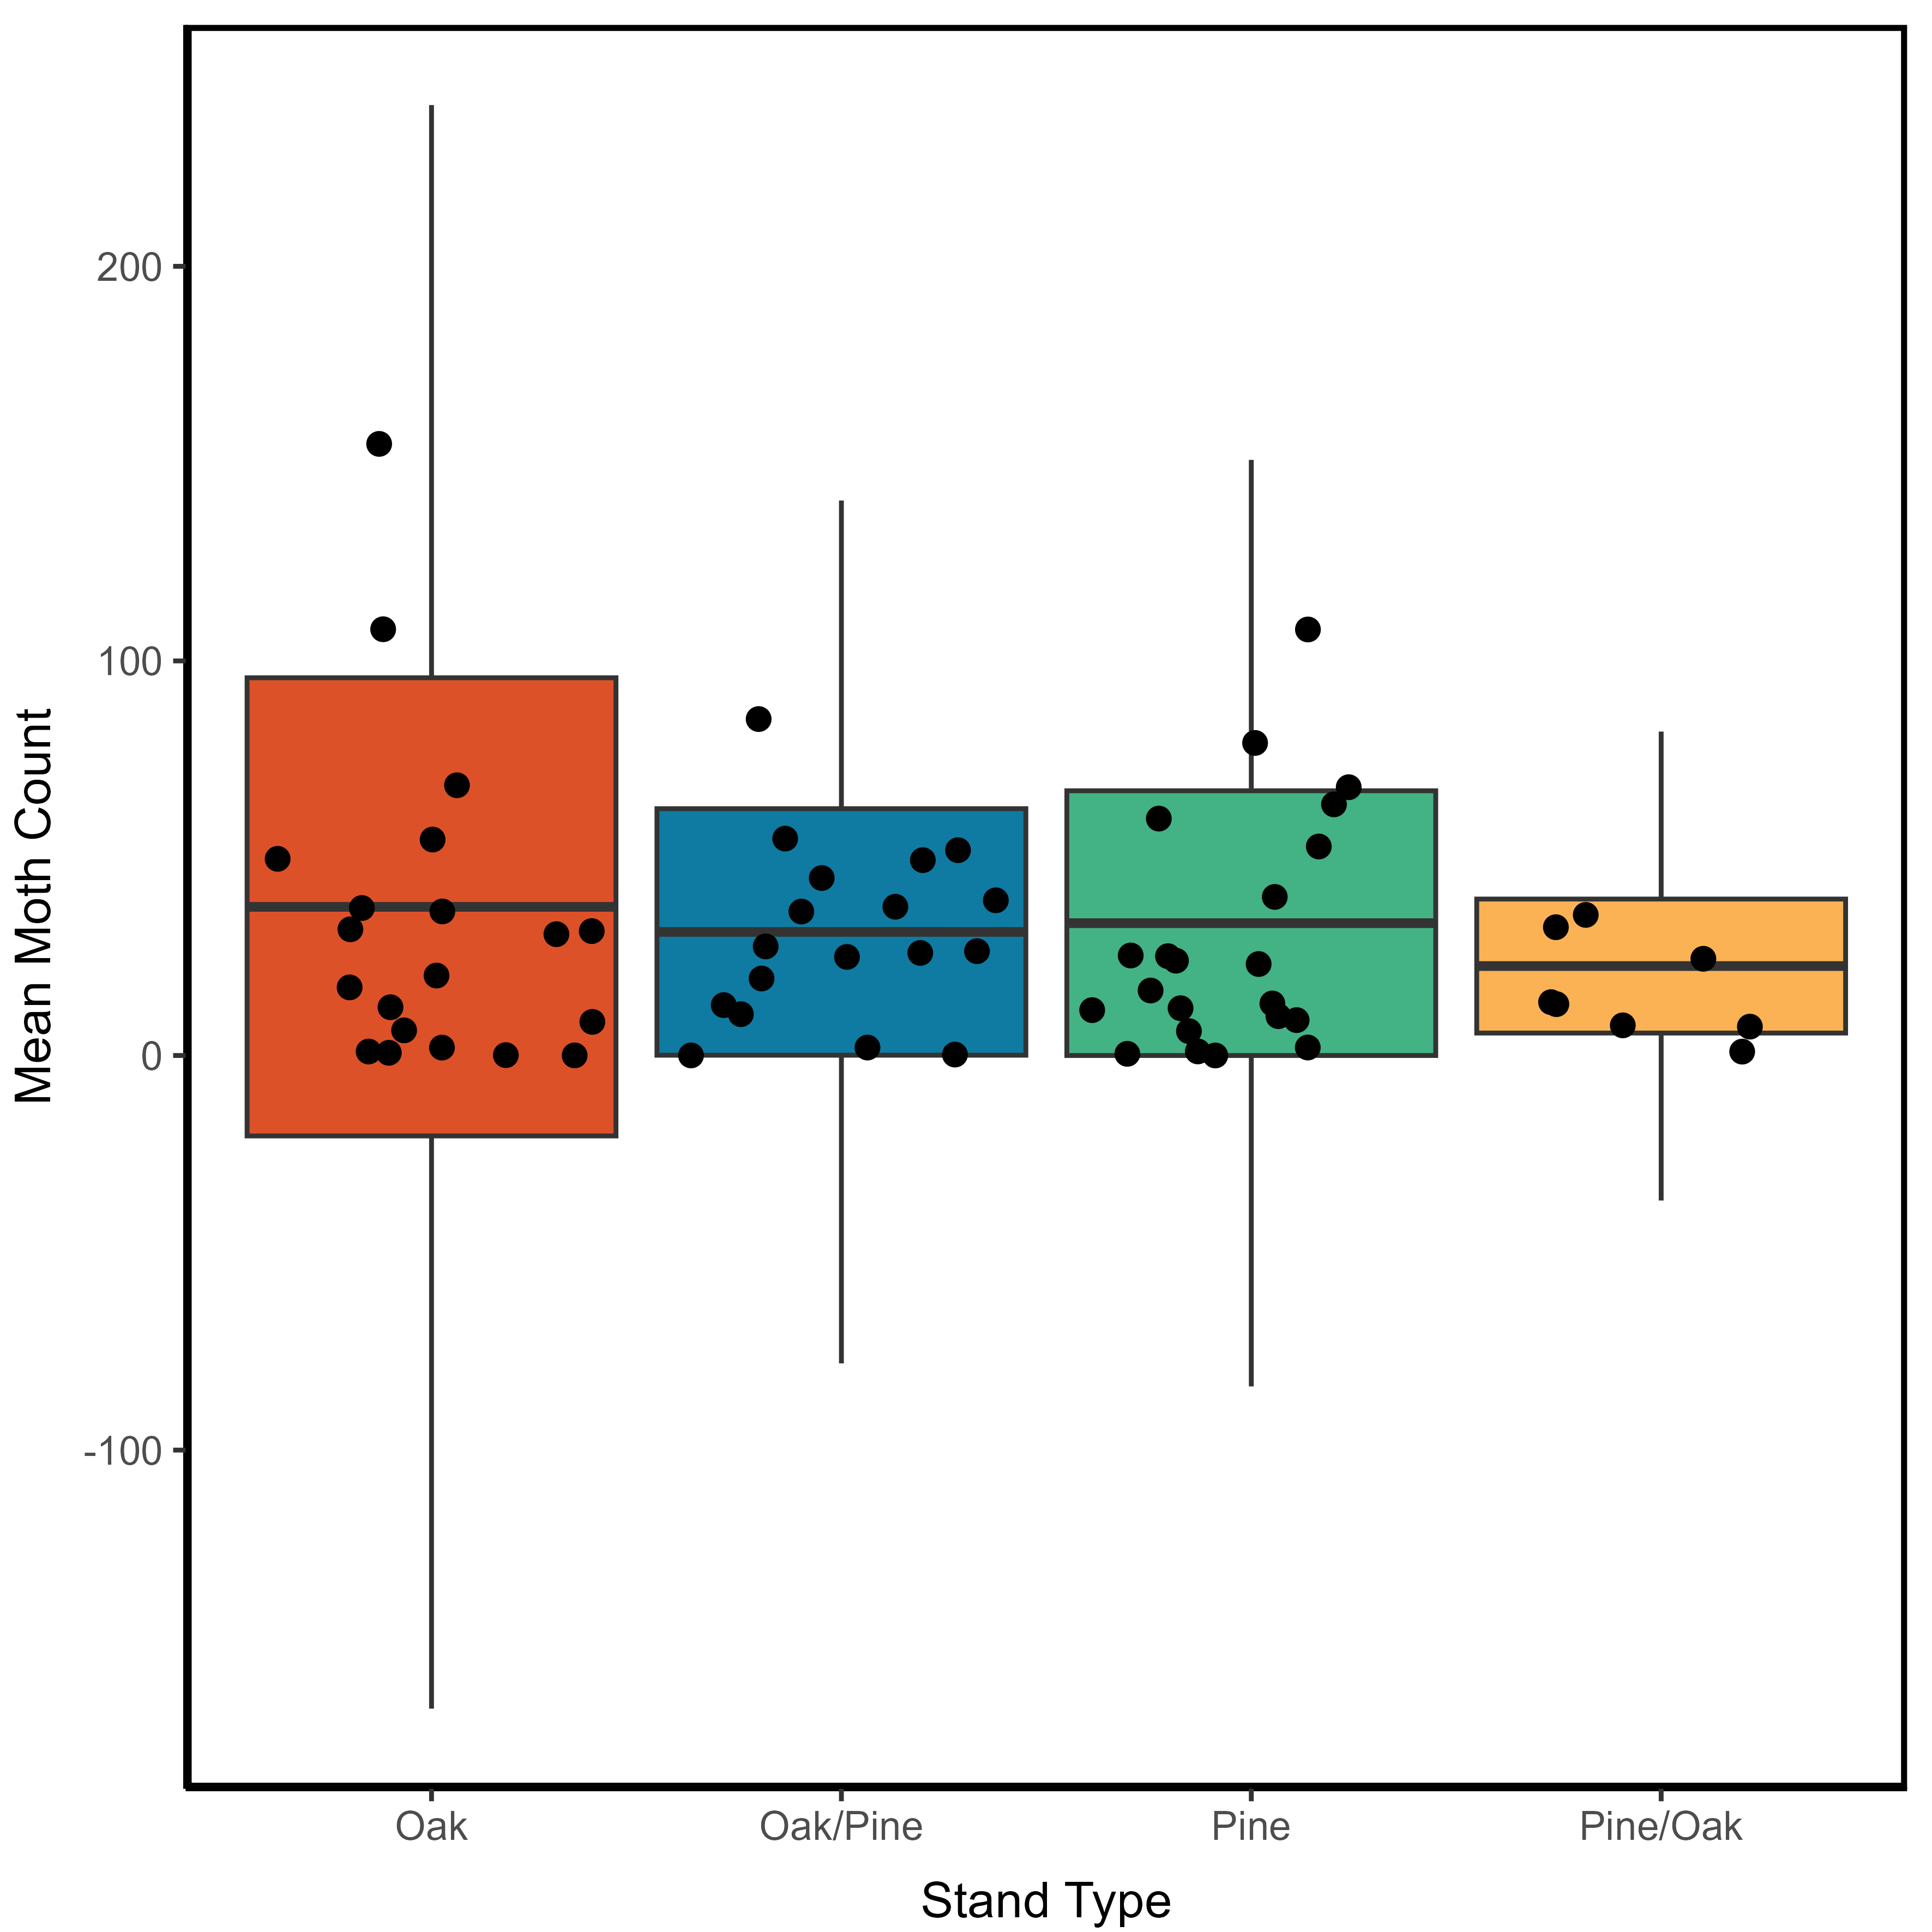 Mean Moth Count
200
100
0
-100
Oak
Oak/Pine
Pine
Pine/Oak
Stand Type